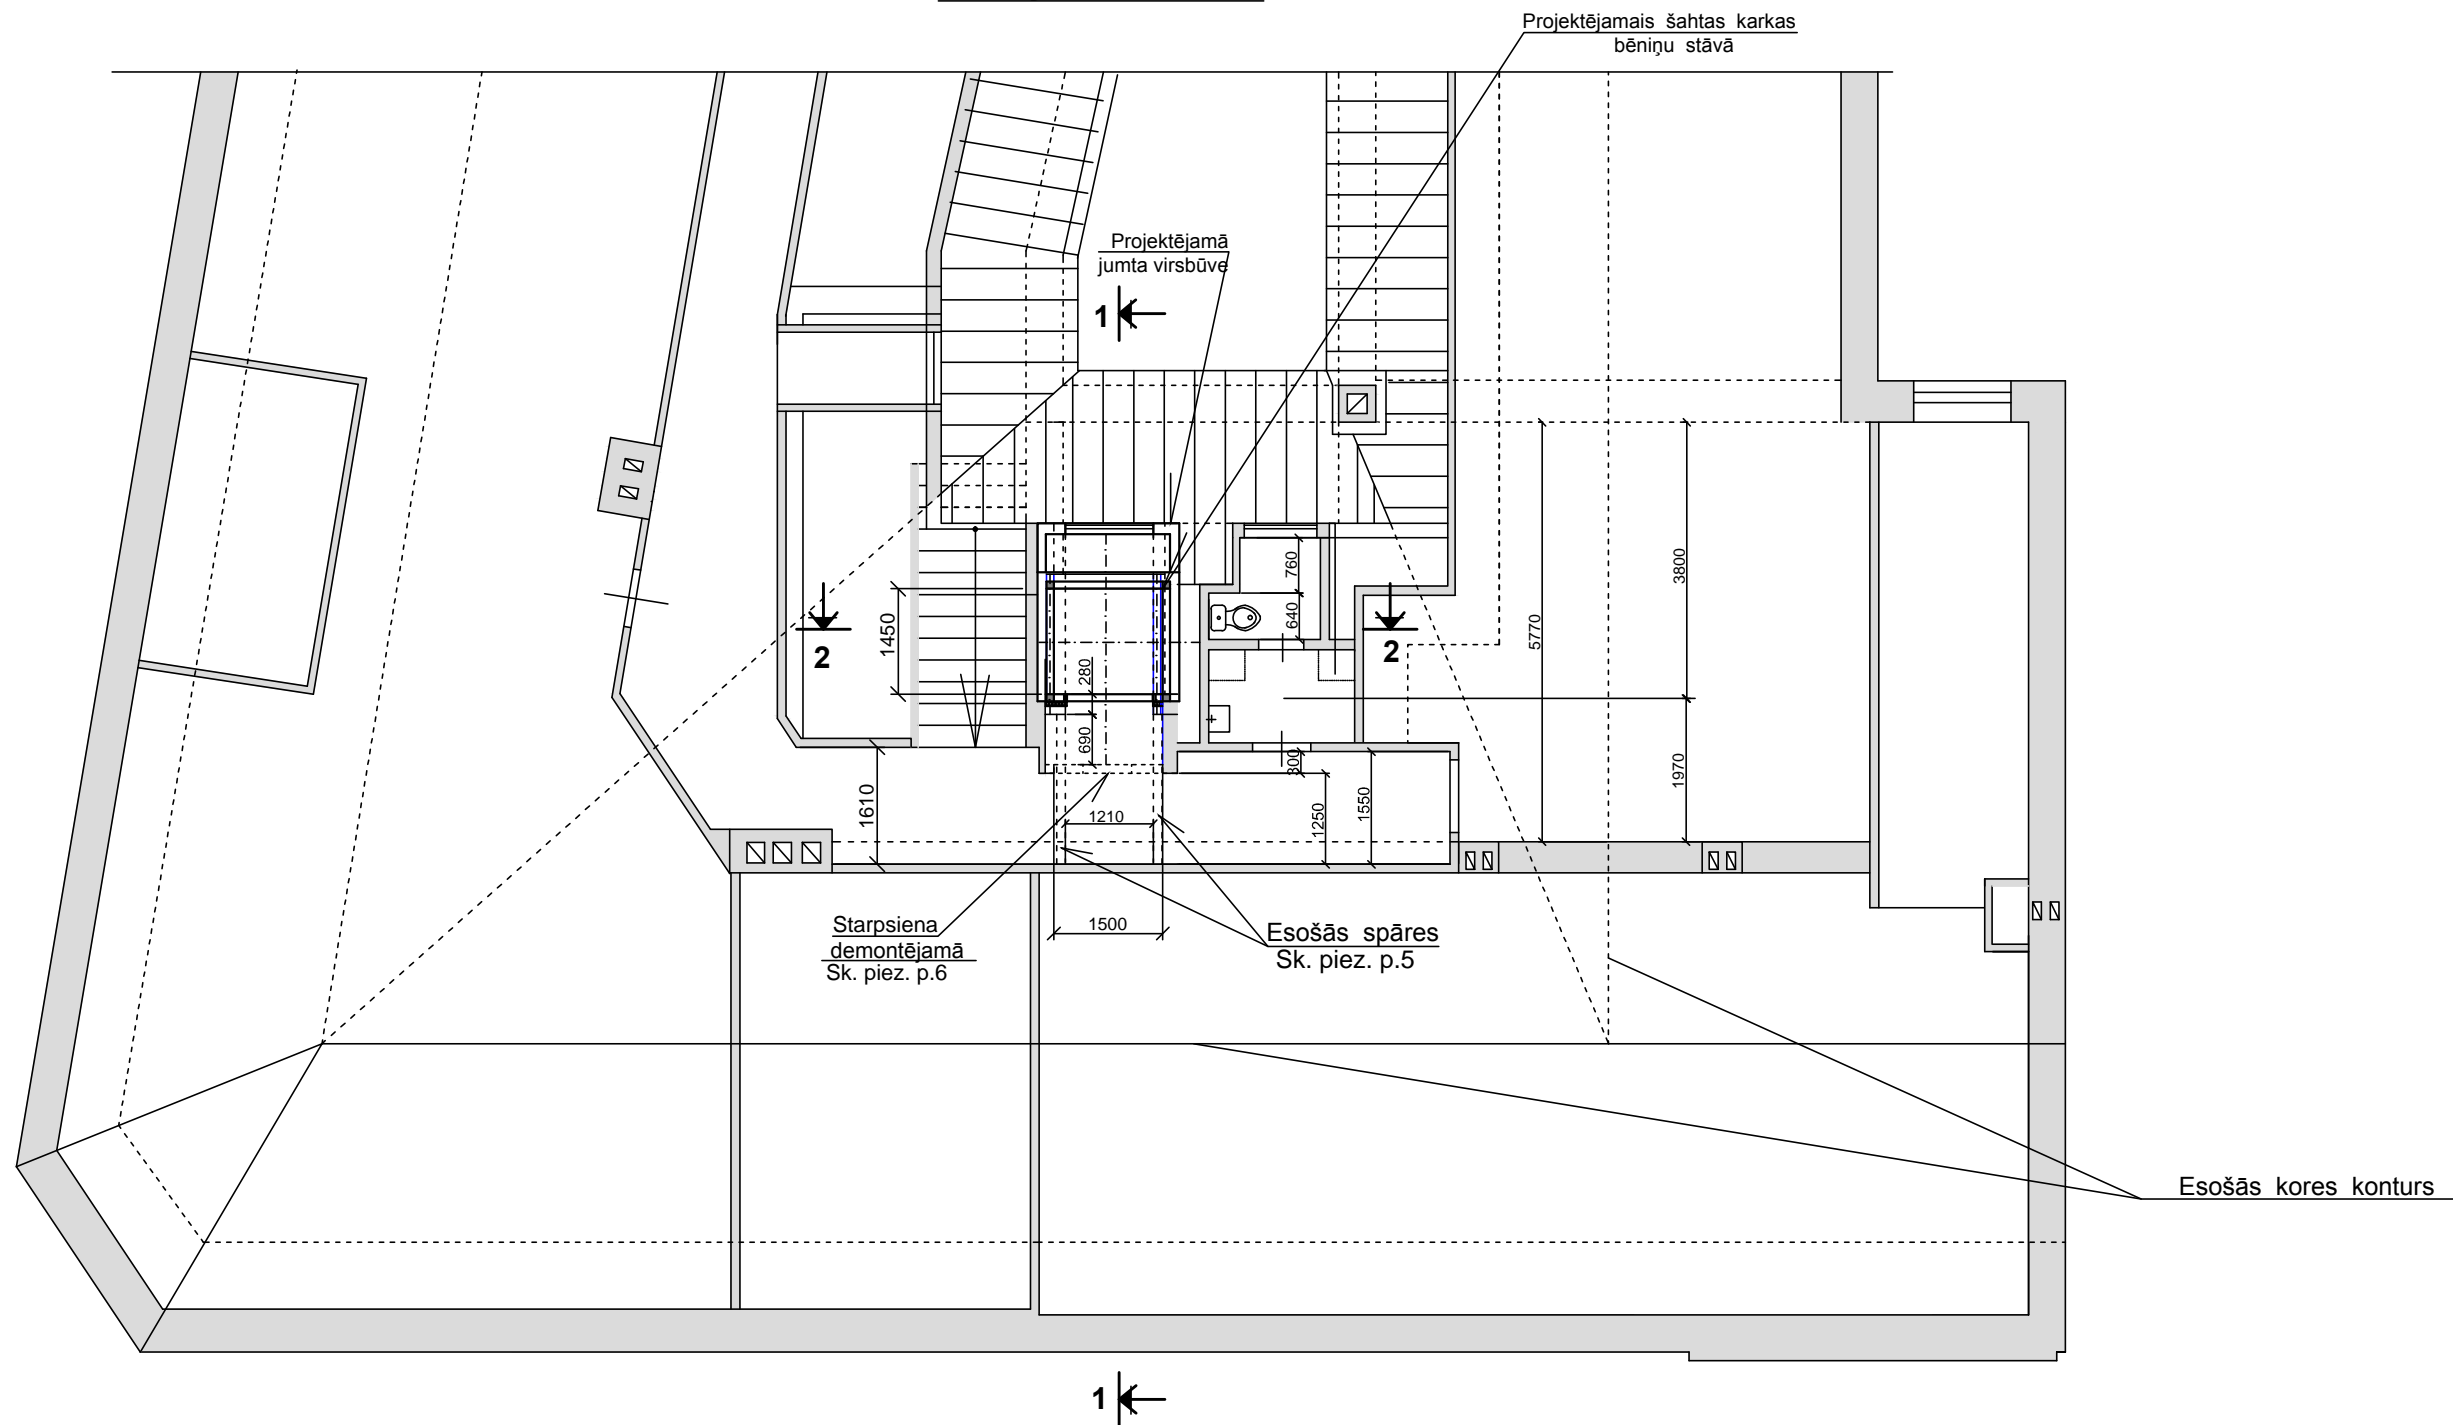 Projektējamais šahtas karkas
bēniņu stāvā
Projektējamā
jumta virsbūve
1
760
3800
640
1450
5770
2
2
280
690
300
1970
1610
1210
1250
1550
Starpsiena
demontējamā
Sk. piez. p.6
1500
Esošās spāres
Sk. piez. p.5
Esošās kores konturs
1